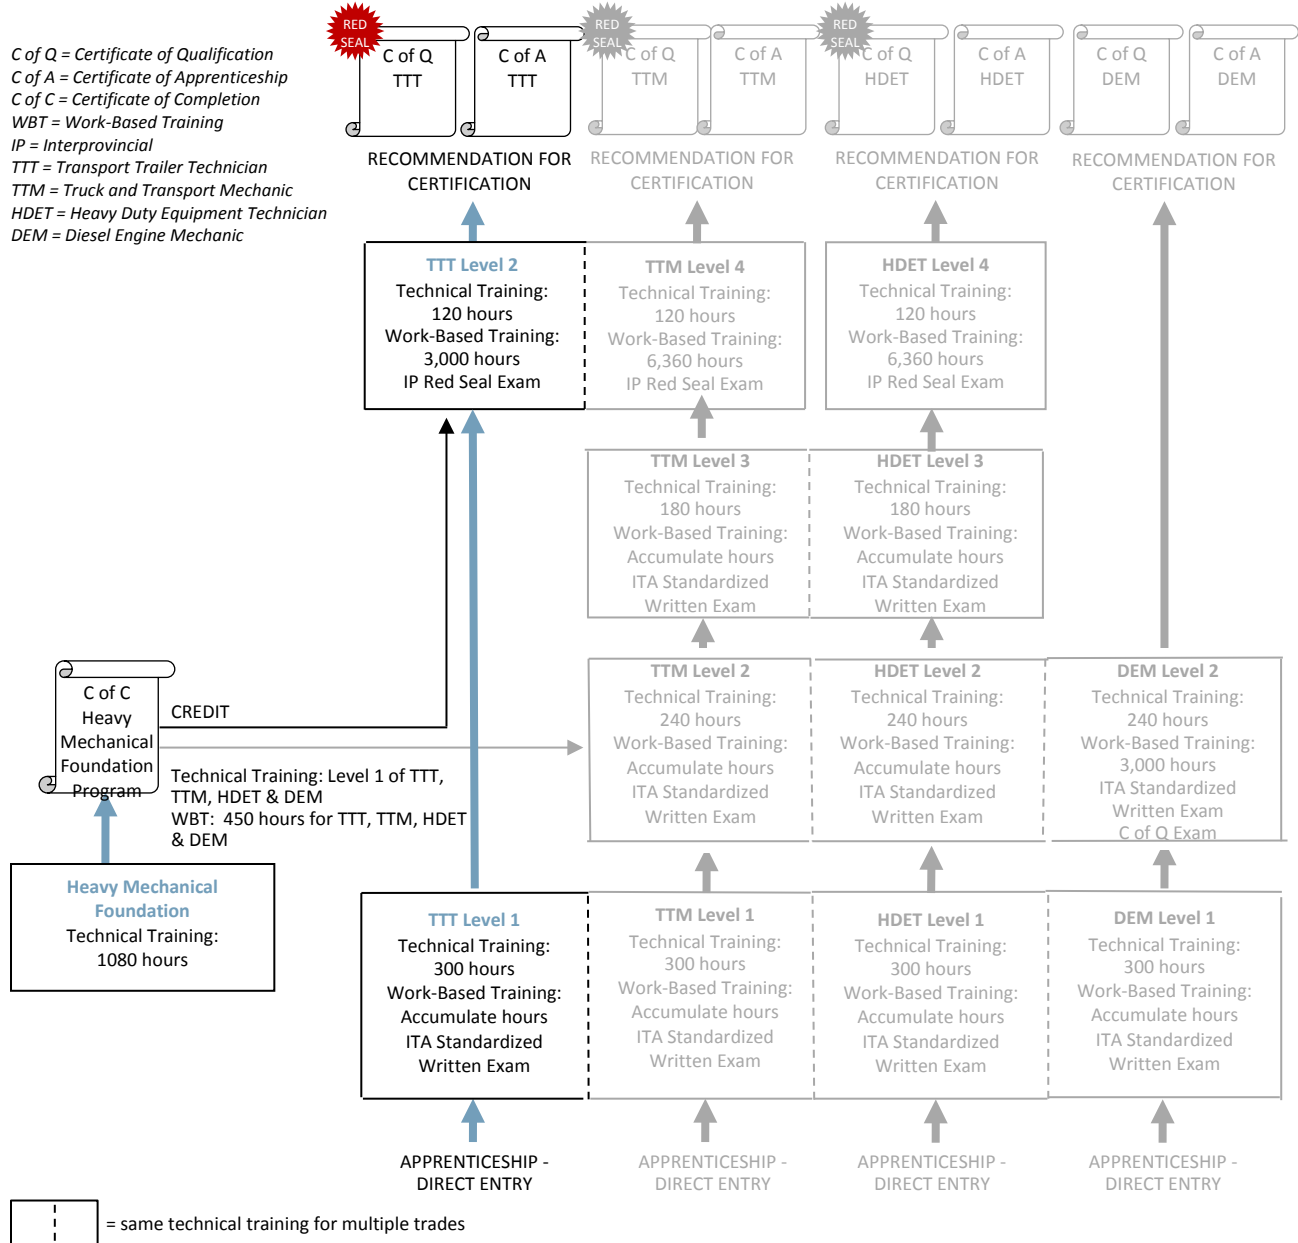 C of Q = Certificate of Qualification
C of A = Certificate of Apprenticeship
C of C = Certificate of Completion
WBT = Work-Based Training
IP = Interprovincial
TTT = Transport Trailer Technician
TTM = Truck and Transport Mechanic
HDET = Heavy Duty Equipment Technician
DEM = Diesel Engine Mechanic
RED
SEAL
C of Q
TTT
C of A
TTT
RED
SEAL
C of Q
TTM
C of A
TTM
RED
SEAL
C of Q
HDET
C of A
HDET
C of Q
DEM
C of A
DEM
RECOMMENDATION FOR
CERTIFICATION
RECOMMENDATION FOR
CERTIFICATION
RECOMMENDATION FOR
CERTIFICATION
RECOMMENDATION FOR
CERTIFICATION
TTT Level 2
Technical Training:
120 hours
Work-Based Training:
3,000 hours
IP Red Seal Exam
TTM Level 4
Technical Training:
120 hours
Work-Based Training:
6,360 hours
IP Red Seal Exam
HDET Level 4
Technical Training:
120 hours
Work-Based Training:
6,360 hours
IP Red Seal Exam
TTM Level 3
Technical Training:
180 hours
Work-Based Training:
Accumulate hours
ITA Standardized
Written Exam
HDET Level 3
Technical Training:
180 hours
Work-Based Training:
Accumulate hours
ITA Standardized
Written Exam
C of C
Heavy
Mechanical
Foundation
Program
CREDIT
Technical Training: Level 1 of TTT,
TTM, HDET & DEM
WBT: 450 hours for TTT, TTM, HDET
& DEM
TTM Level 2
Technical Training:
240 hours
Work-Based Training:
Accumulate hours
ITA Standardized
Written Exam
HDET Level 2
Technical Training:
240 hours
Work-Based Training:
Accumulate hours
ITA Standardized
Written Exam
DEM Level 2
Technical Training:
240 hours
Work-Based Training:
3,000 hours
ITA Standardized
Written Exam
C of Q Exam
Heavy Mechanical
Foundation
Technical Training:
1080 hours
TTT Level 1
Technical Training:
300 hours
Work-Based Training:
Accumulate hours
ITA Standardized
Written Exam
TTM Level 1
Technical Training:
300 hours
Work-Based Training:
Accumulate hours
ITA Standardized
Written Exam
HDET Level 1
Technical Training:
300 hours
Work-Based Training:
Accumulate hours
ITA Standardized
Written Exam
DEM Level 1
Technical Training:
300 hours
Work-Based Training:
Accumulate hours
ITA Standardized
Written Exam
APPRENTICESHIP -
DIRECT ENTRY
APPRENTICESHIP -
DIRECT ENTRY
APPRENTICESHIP -
DIRECT ENTRY
APPRENTICESHIP -
DIRECT ENTRY
= same technical training for multiple trades